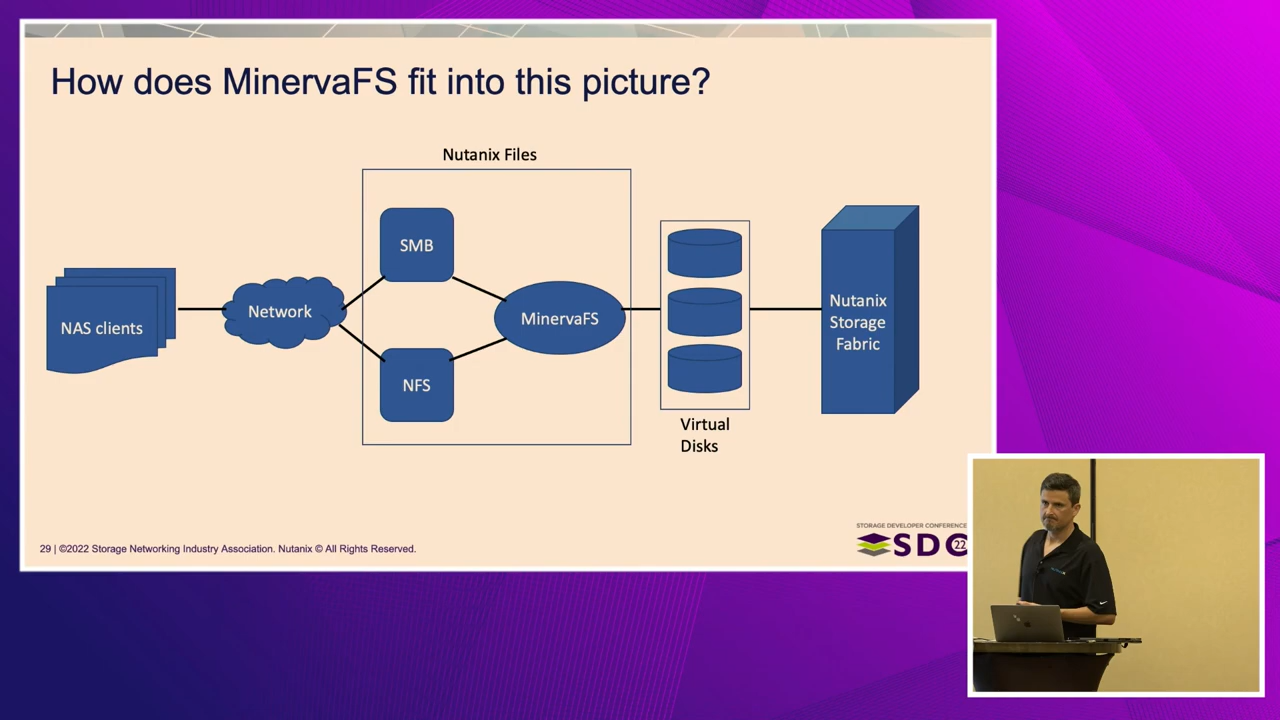 How does MinervaFS fit into this picture?
Nutanix Files
SMB
NAS clients
Network
MinervaFS
NFS
Nutanix
Storage
Fabric
Virtual
Disks
29 | ©2022 Storage Networking Industry Association. Nutanix © All Rights Reserved.
STORAGE DEVELOPER CONFERENCE
SDC
22